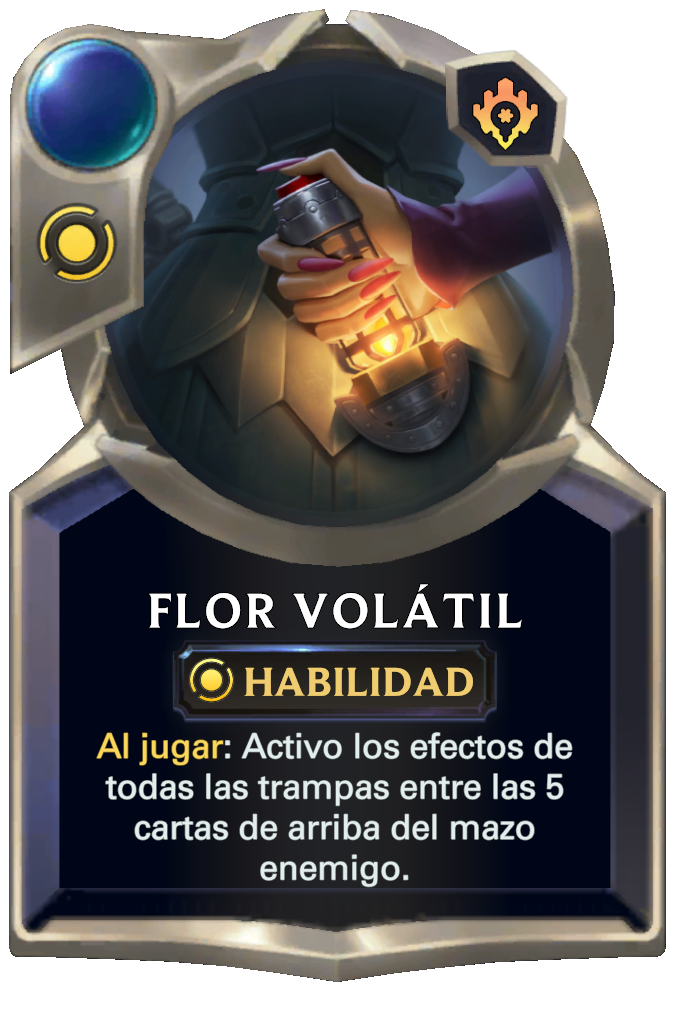 FLOR VOLÁTIL
HABILIDAD
Al jugar: Activo los efectos de
todas las trampas entre las 5
cartas de arriba del mazo
enemigo.